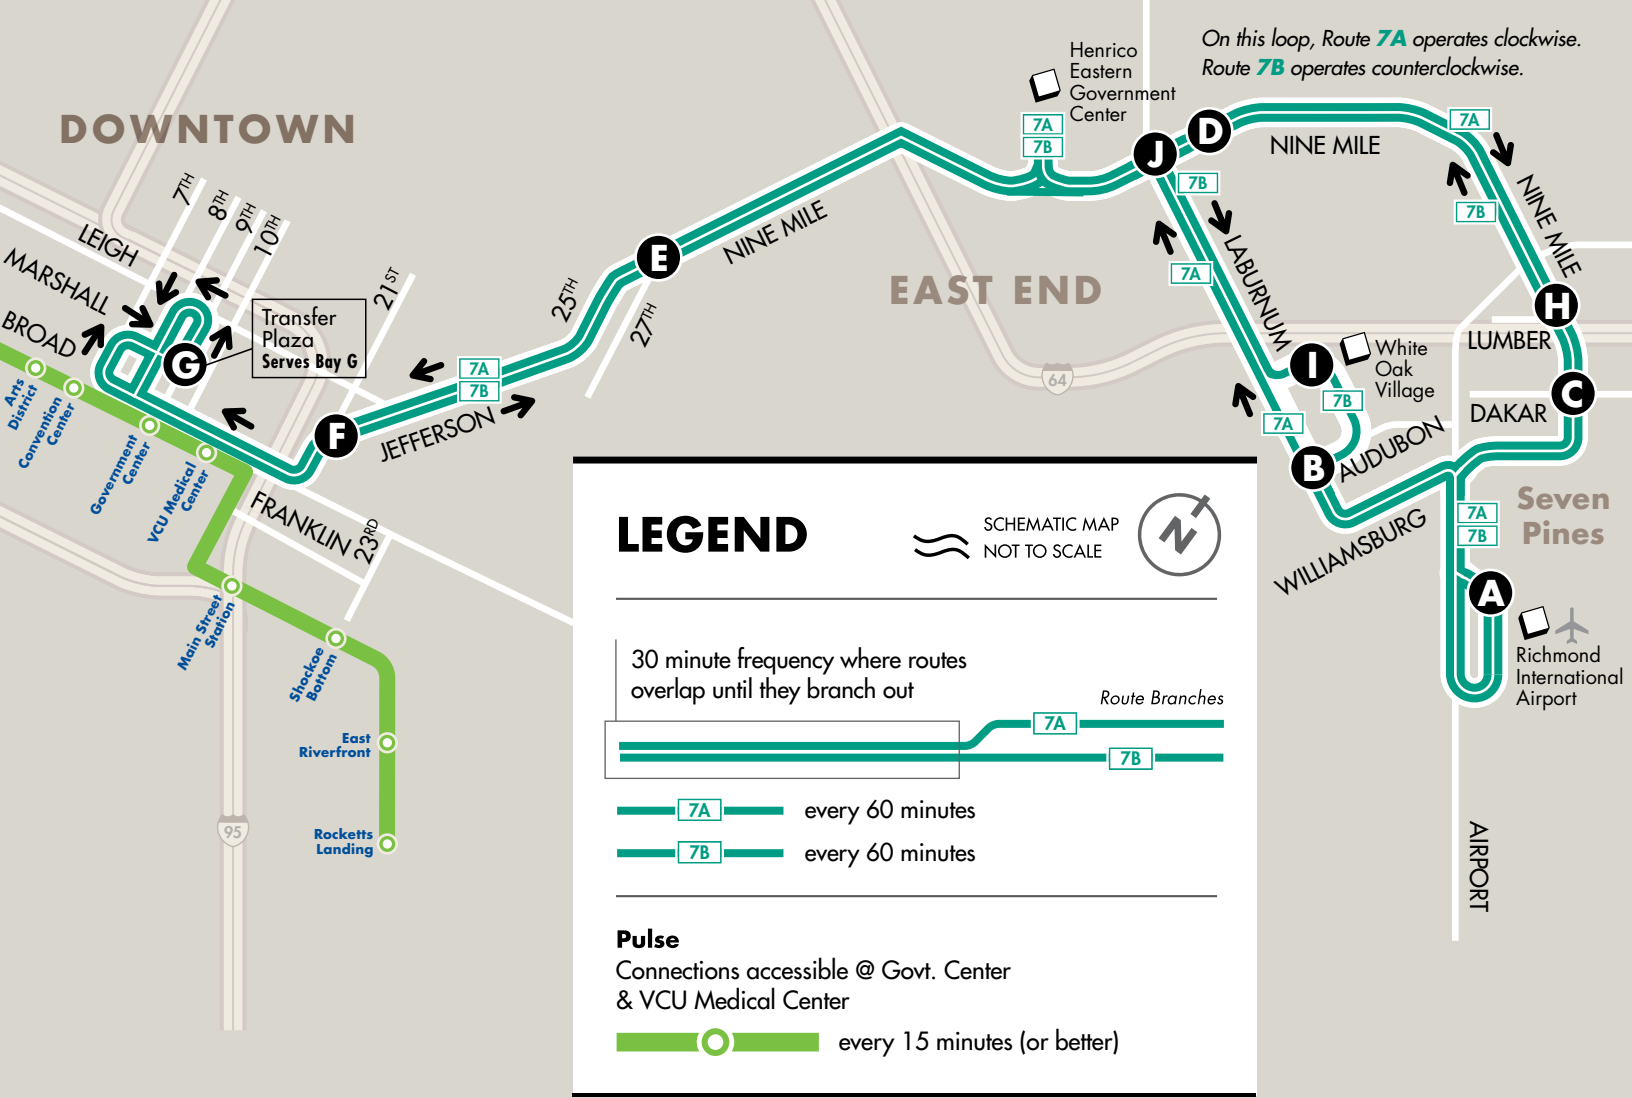 On this loop, Route 7A operates clockwise.
Route 7B operates counterclockwise.
Henrico
Eastern
Government
Center
7A
7B
DOWNTOWN
7TH
8TH
9TH
10TH
LEIGH
MARSHALL
BROAD
21ST
Transfer
Plaza
Serves Bay G
G
F
E
25TH
27TH
NINE MILE
7A
7B
JEFFERSON
FRANKLIN
23RD
J
D
NINE MILE
7A
7B
NINE MILE
7B
7A
LABURNUM
EAST END
64
H
LUMBER
I
White
Oak
Village
7B
7A
C
DAKAR
B
AUDUBON
WILLIAMSBURG
Seven
Pines
7A
7B
A
Richmond
International
Airport
AIRPORT
Arts
District
Convention
Center
Government
Center
VCU Medical
Center
Main Street
Station
Shockoe
Bottom
East
Riverfront
Rocketts
Landing
95
LEGEND
SCHEMATIC MAP
NOT TO SCALE
N
30 minute frequency where routes
overlap until they branch out
Route Branches
7A
7B
7A every 60 minutes
7B every 60 minutes
Pulse
Connections accessible @ Govt. Center
& VCU Medical Center
every 15 minutes (or better)